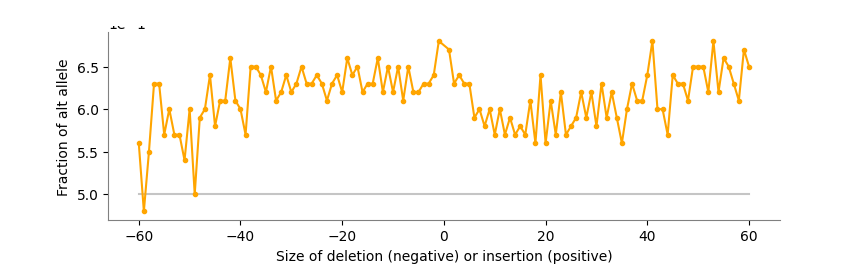 6.5
6.0
5.5
5.0
Fraction of alt allele
−60 −40 −20 0 20 40 60
Size of deletion (negative) or insertion (positive)